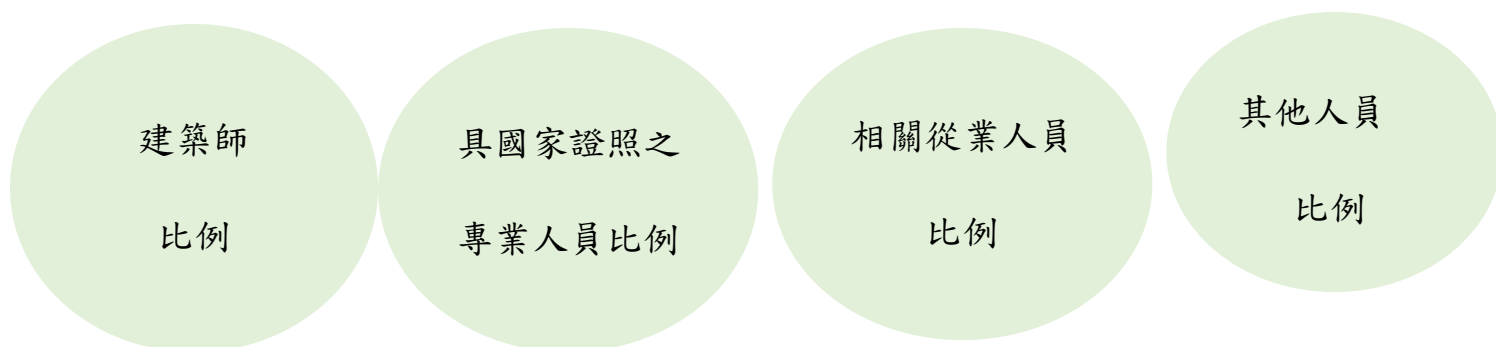 建築師
比例
具國家證照之
專業人員比例
相關從業人員
比例
其他人員
比例